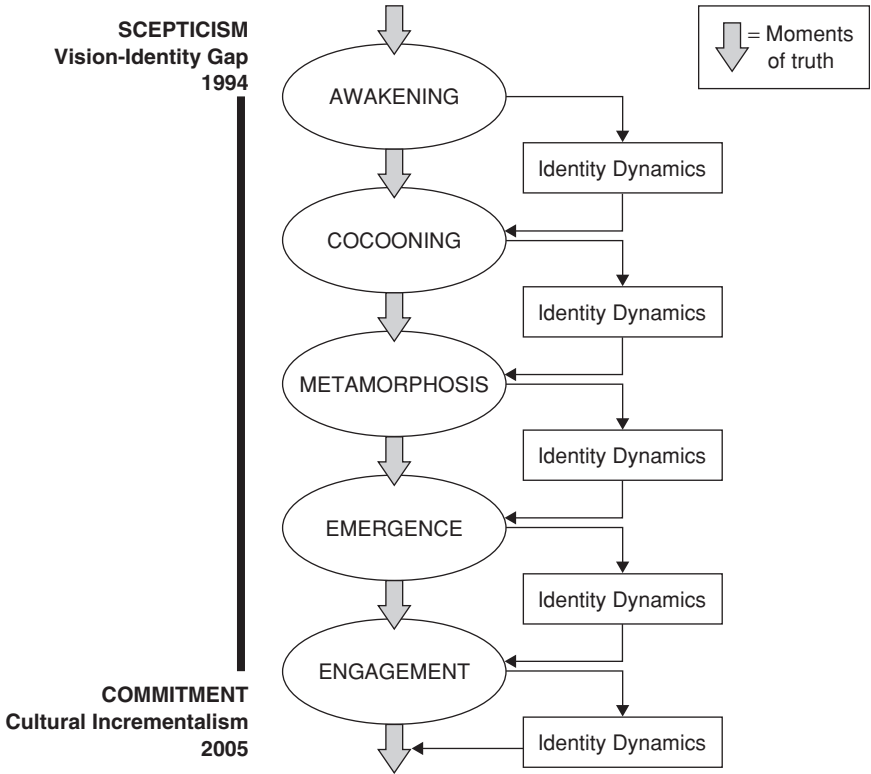 SCEPTICISM
Vision-Identity Gap
1994
= Moments
of truth
AWAKENING
Identity Dynamics
COCOONING
Identity Dynamics
METAMORPHOSIS
Identity Dynamics
EMERGENCE
Identity Dynamics
ENGAGEMENT
COMMITMENT
Cultural Incrementalism
2005
Identity Dynamics